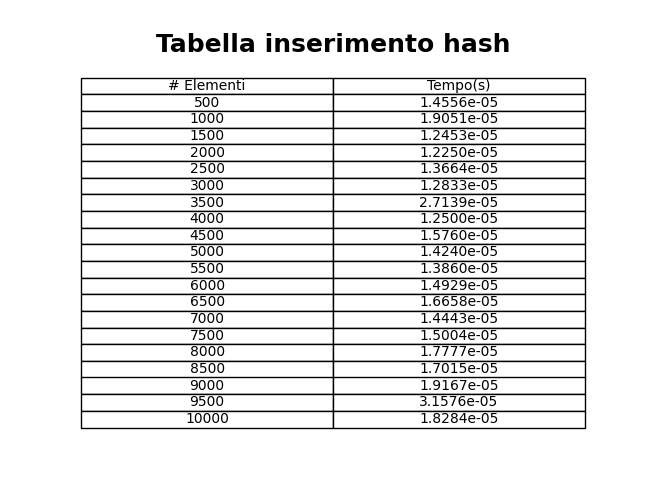 Tabella inserimento hash
# Elementi Tempo(s)
500 1.4556e-05
1000 1.9051e-05
1500 1.2453e-05
2000 1.2250e-05
2500 1.3664e-05
3000 1.2833e-05
3500 2.7139e-05
4000 1.2500e-05
4500 1.5760e-05
5000 1.4240e-05
5500 1.3860e-05
6000 1.4929e-05
6500 1.6658e-05
7000 1.4443e-05
7500 1.5004e-05
8000 1.7777e-05
8500 1.7015e-05
9000 1.9167e-05
9500 3.1576e-05
10000 1.8284e-05